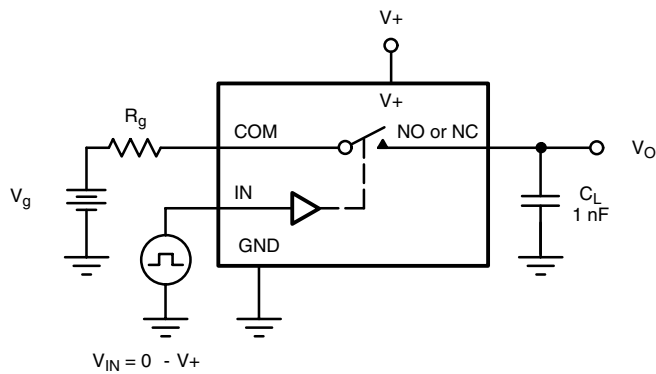 V+
V+
Rg
COM
NO or NC
VO
Vg
IN
CL
1 nF
GND
VIN = 0 - V+